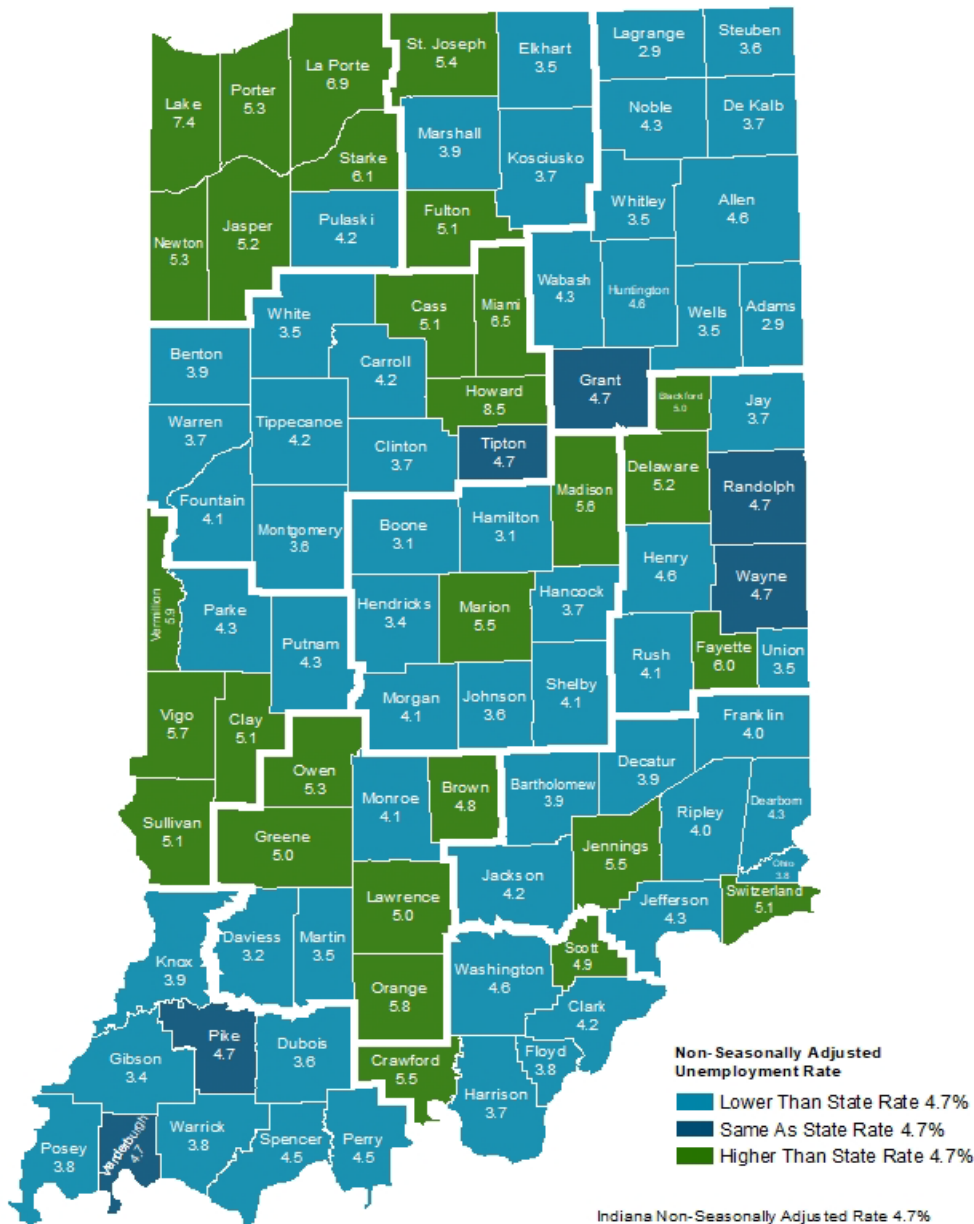 St. Joseph
5.4
Elkhart
3.5
Lagrange
2.9
Steuben
3.6
La Porte
6.9
Lake
7.4
Porter
5.3
Noble
4.3
De Kalb
3.7
Marshall
3.9
Starke
6.1
Kosciusko
3.7
Whitley
3.5
Allen
4.6
Newton
5.3
Jasper
5.2
Pulaski
4.2
Fulton
5.1
Wabash
4.3
Huntington
4.6
Wells
3.5
Adams
2.9
White
3.5
Cass
5.1
Miami
6.5
Benton
3.9
Carroll
4.2
Howard
8.5
Grant
4.7
Blackford
5.0
Jay
3.7
Warren
3.7
Tippecanoe
4.2
Clinton
3.7
Tipton
4.7
Delaware
5.2
Randolph
4.7
Fountain
4.1
Montgomery
3.6
Boone
3.1
Hamilton
3.1
Madison
5.6
Henry
4.6
Wayne
4.7
Vermillion
5.9
Parke
4.3
Putnam
4.3
Hendricks
3.4
Marion
5.5
Hancock
3.7
Rush
4.1
Fayette
6.0
Union
3.5
Vigo
5.7
Clay
5.1
Morgan
4.1
Johnson
3.6
Shelby
4.1
Franklin
4.0
Owen
5.3
Monroe
4.1
Brown
4.8
Bartholomew
3.9
Decatur
3.9
Ripley
4.0
Dearborn
4.3
Ohio
3.8
Sullivan
5.1
Greene
5.0
Jennings
5.5
Jackson
4.2
Lawrence
5.0
Jefferson
4.3
Switzerland
5.1
Knox
3.9
Daviess
3.2
Martin
3.5
Orange
5.8
Washington
4.6
Scott
4.9
Clark
4.2
Gibson
3.4
Pike
4.7
Dubois
3.6
Crawford
5.5
Harrison
3.7
Floyd
3.8
Posey
3.8
Vanderburgh
4.7
Warrick
3.8
Spencer
4.5
Perry
4.5
Non-Seasonally Adjusted
Unemployment Rate
Lower Than State Rate 4.7%
Same As State Rate 4.7%
Higher Than State Rate 4.7%
Indiana Non-Seasonally Adjusted Rate 4.7%